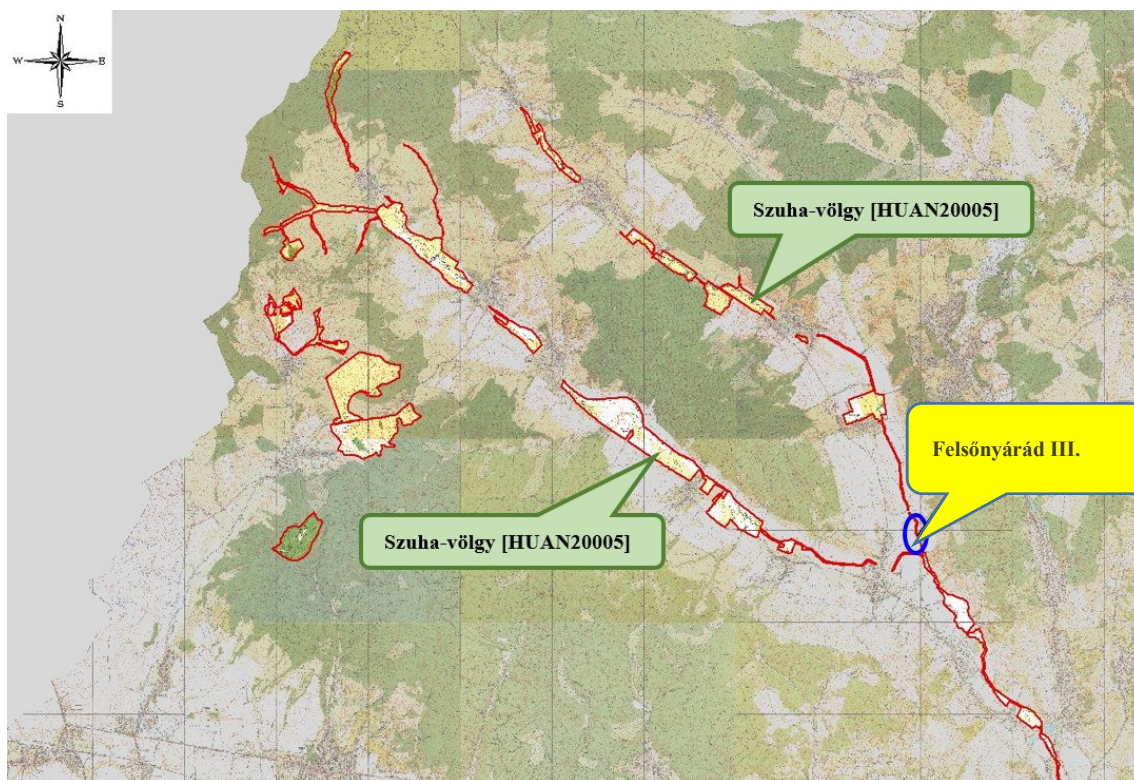 N
W E
S
Szuha-völgy [HUAN20005]
Felsőnyárád III.
Szuha-völgy [HUAN20005]